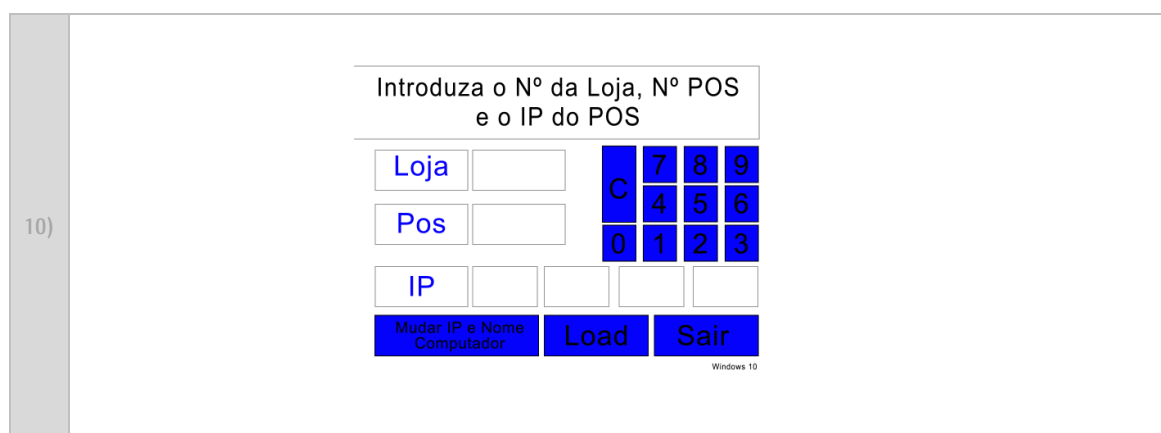 10)
Introduza o Nº da Loja, Nº POS
e o IP do POS
Loja
7 8 9
C
4 5 6
Pos
0 1 2 3
IP
Mudar IP e Nome
Computador
Load
Sair
Windows 10